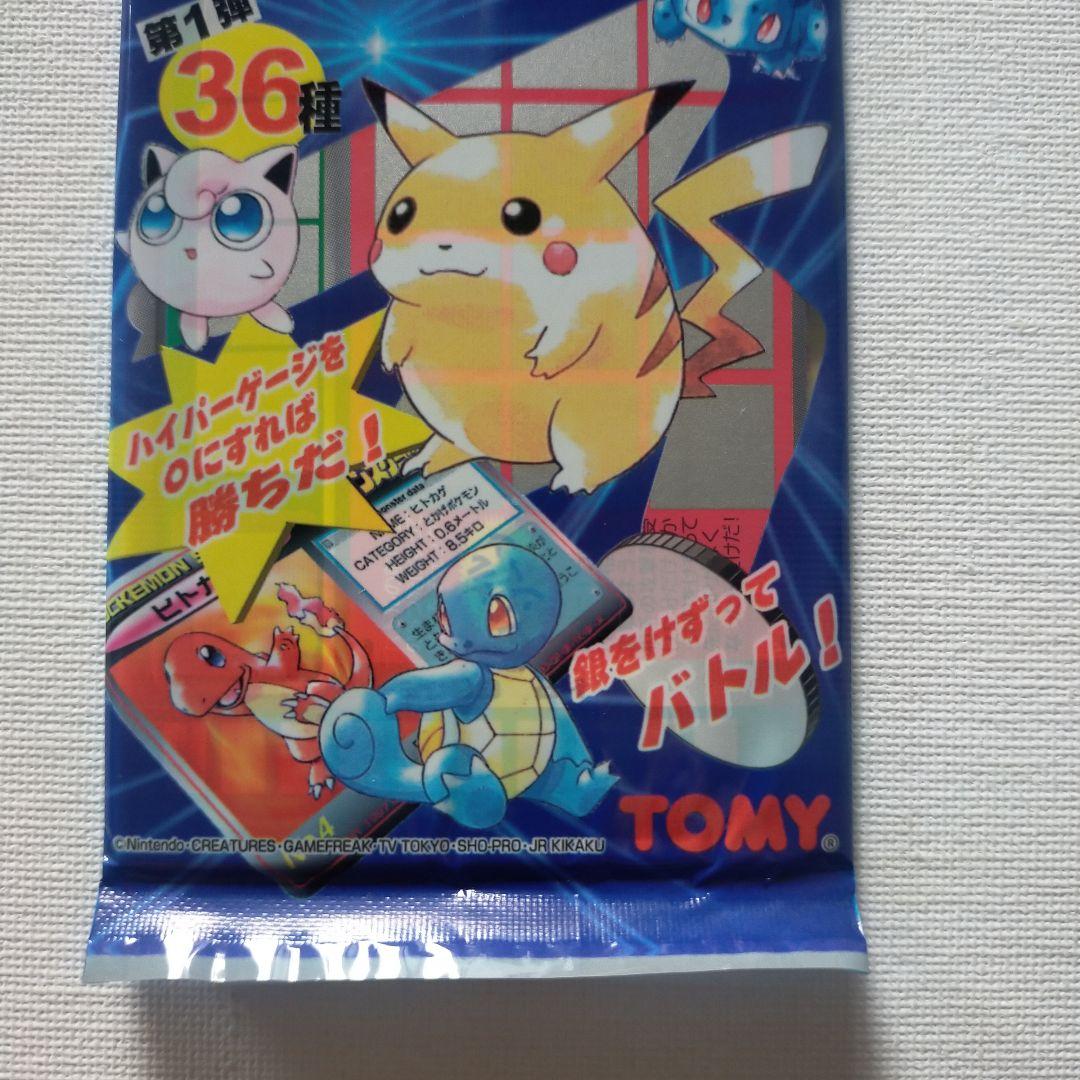 第1弾
36種
ハイパーゲージを
0にすれば
勝ちだ!
monster data
NAME:ヒトカゲ
CATEGORY:とかげポケモン
HEIGHT:0.6メートル
WEIGHT:8.5キロ
ヒトカ
銀をけずって
バトル!
No.4
TOMY®
©Nintendo・CREATURES・GAMEFREAK・TV TOKYO・SHO-PRO・JR KIKAKU